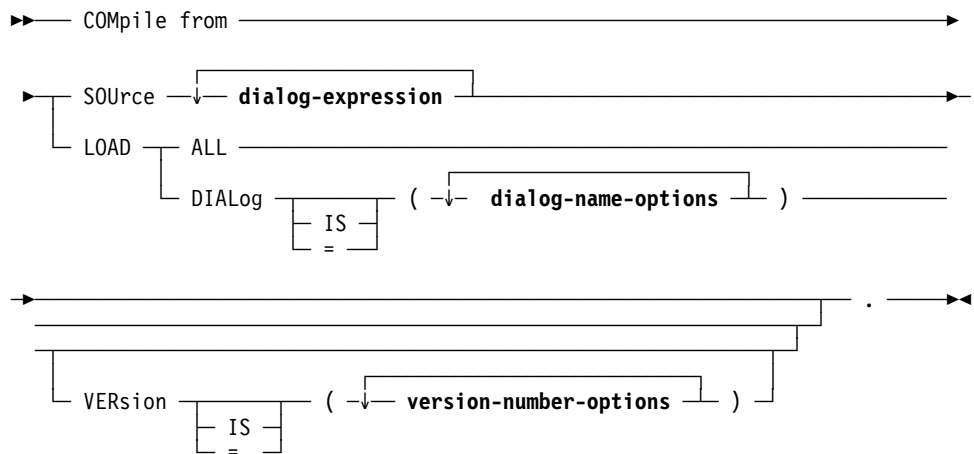 COMpile from
SOUrce dialog-expression
LOAD ALL
DIALog ( dialog-name-options )
IS
=
.
VERsion ( version-number-options )
IS
=